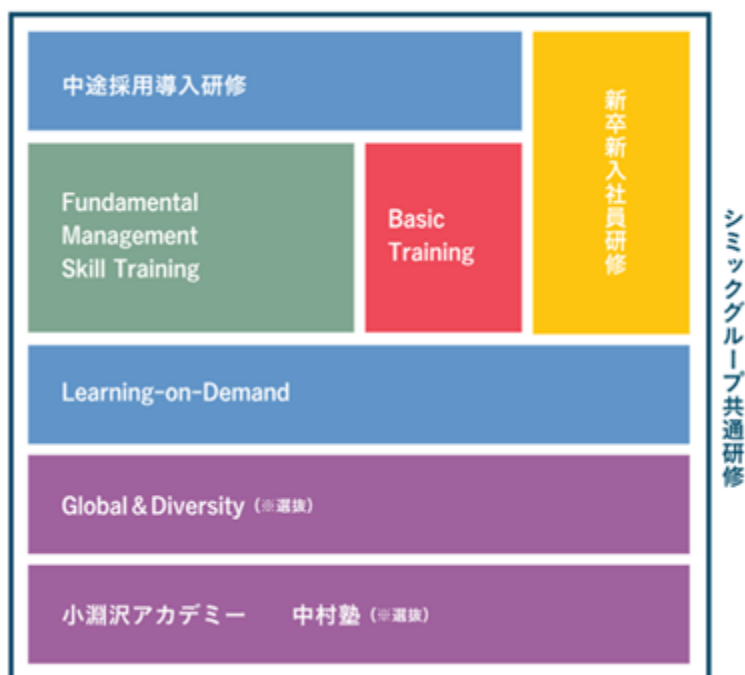 中途採用導入研修
新卒新入社員研修
Fundamental
Management
Skill Training
Basic
Training
Learning-on-Demand
Global & Diversity (※選抜)
小淵沢アカデミー 中村塾 (※選抜)
シミックグループ共通研修